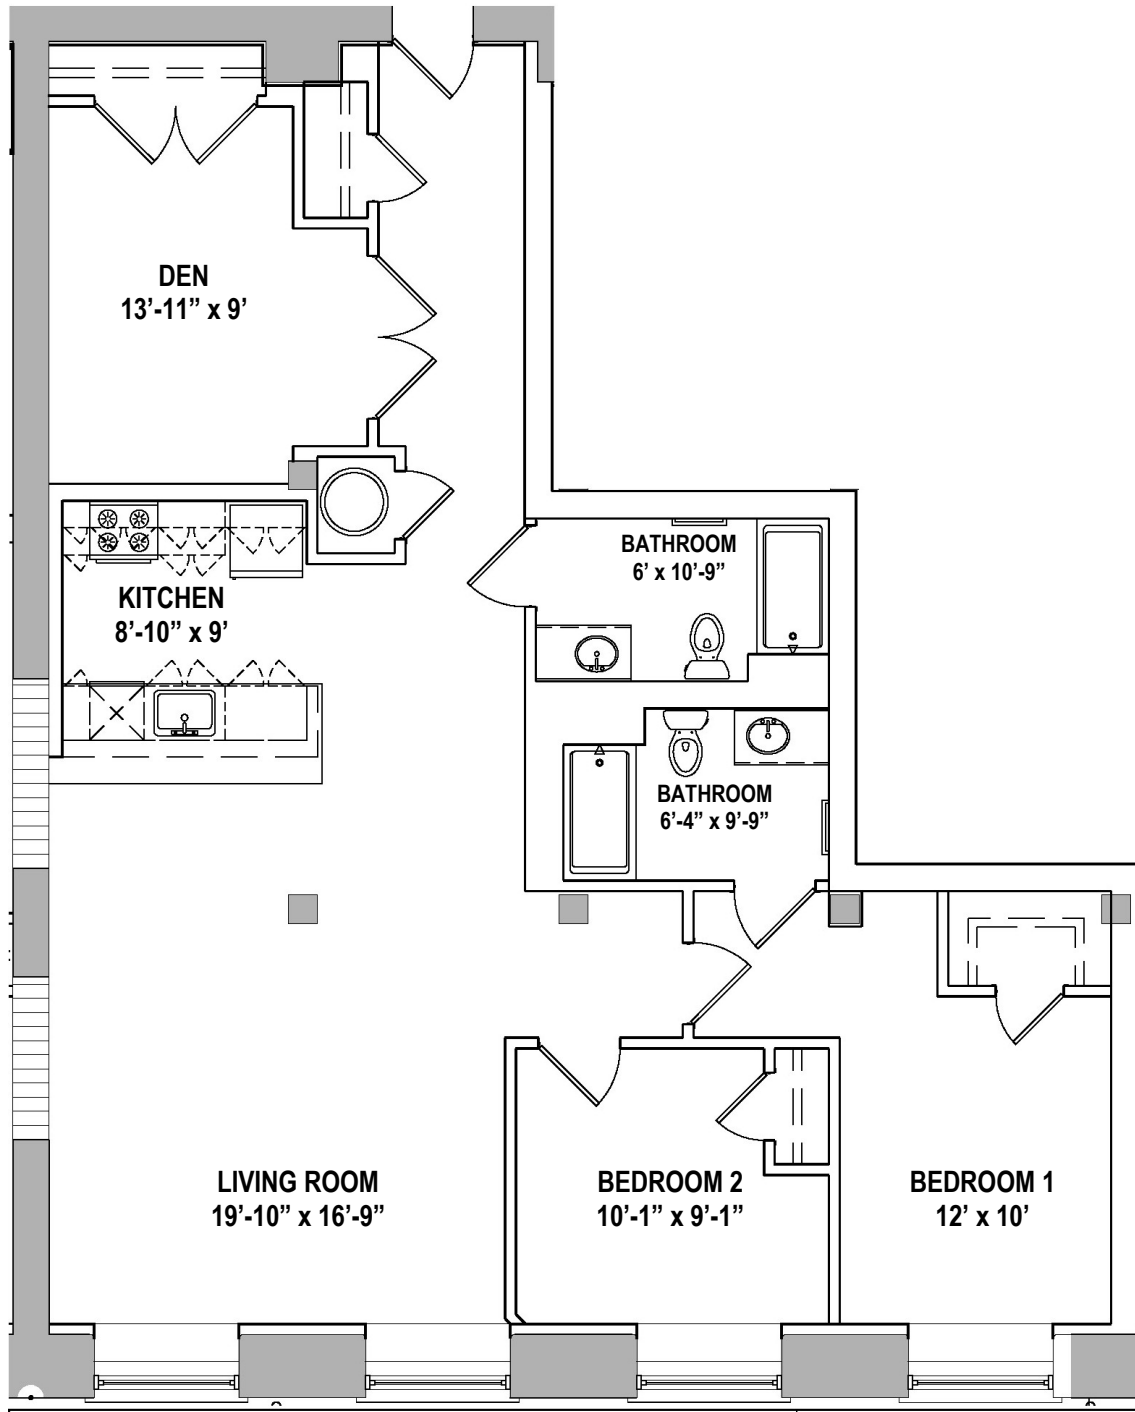 DEN
13’-11” x 9’
BATHROOM
6’ x 10’-9”
KITCHEN
8’-10” x 9’
BATHROOM
6’-4” x 9’-9”
LIVING ROOM
19’-10” x 16’-9”
BEDROOM 2
10’-1” x 9’-1”
BEDROOM 1
12’ x 10’